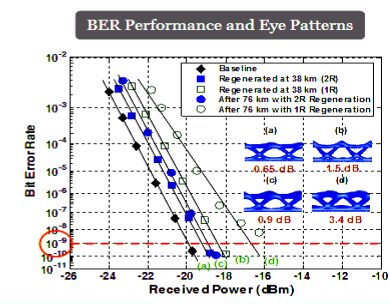 BER Performance and Eye Patterns
10-2
Baseline
Regenerated at 38 km (2R)
Regenerated at 38 km (1R)
After 76 km with 2R Regeneration
After 76 km with 1R Regeneration
10-3
(a) (b)
10-4
0.65 dB 1.5 dB
10-5
(c) (d)
10-6
10-7
0.9 dB 3.4 dB
10-8
10-9
10-10
10-11
(a) (c) (b) (d)
-26 -24 -22 -20 -18 -16 -14 -12 -10
Bit Error Rate
Received Power (dBm)